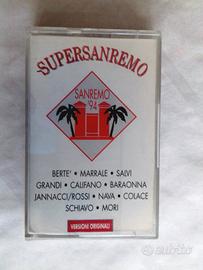 SUPERSANREMO
SANREMO
'94
BERTE' • MARRALE • SALVI
GRANDI • CALIFANO • BARAONNA
JANNACCI/ROSSI • NAVA • COLACE
SCHIAVO • MORI
VERSIONI ORIGINALI
subito